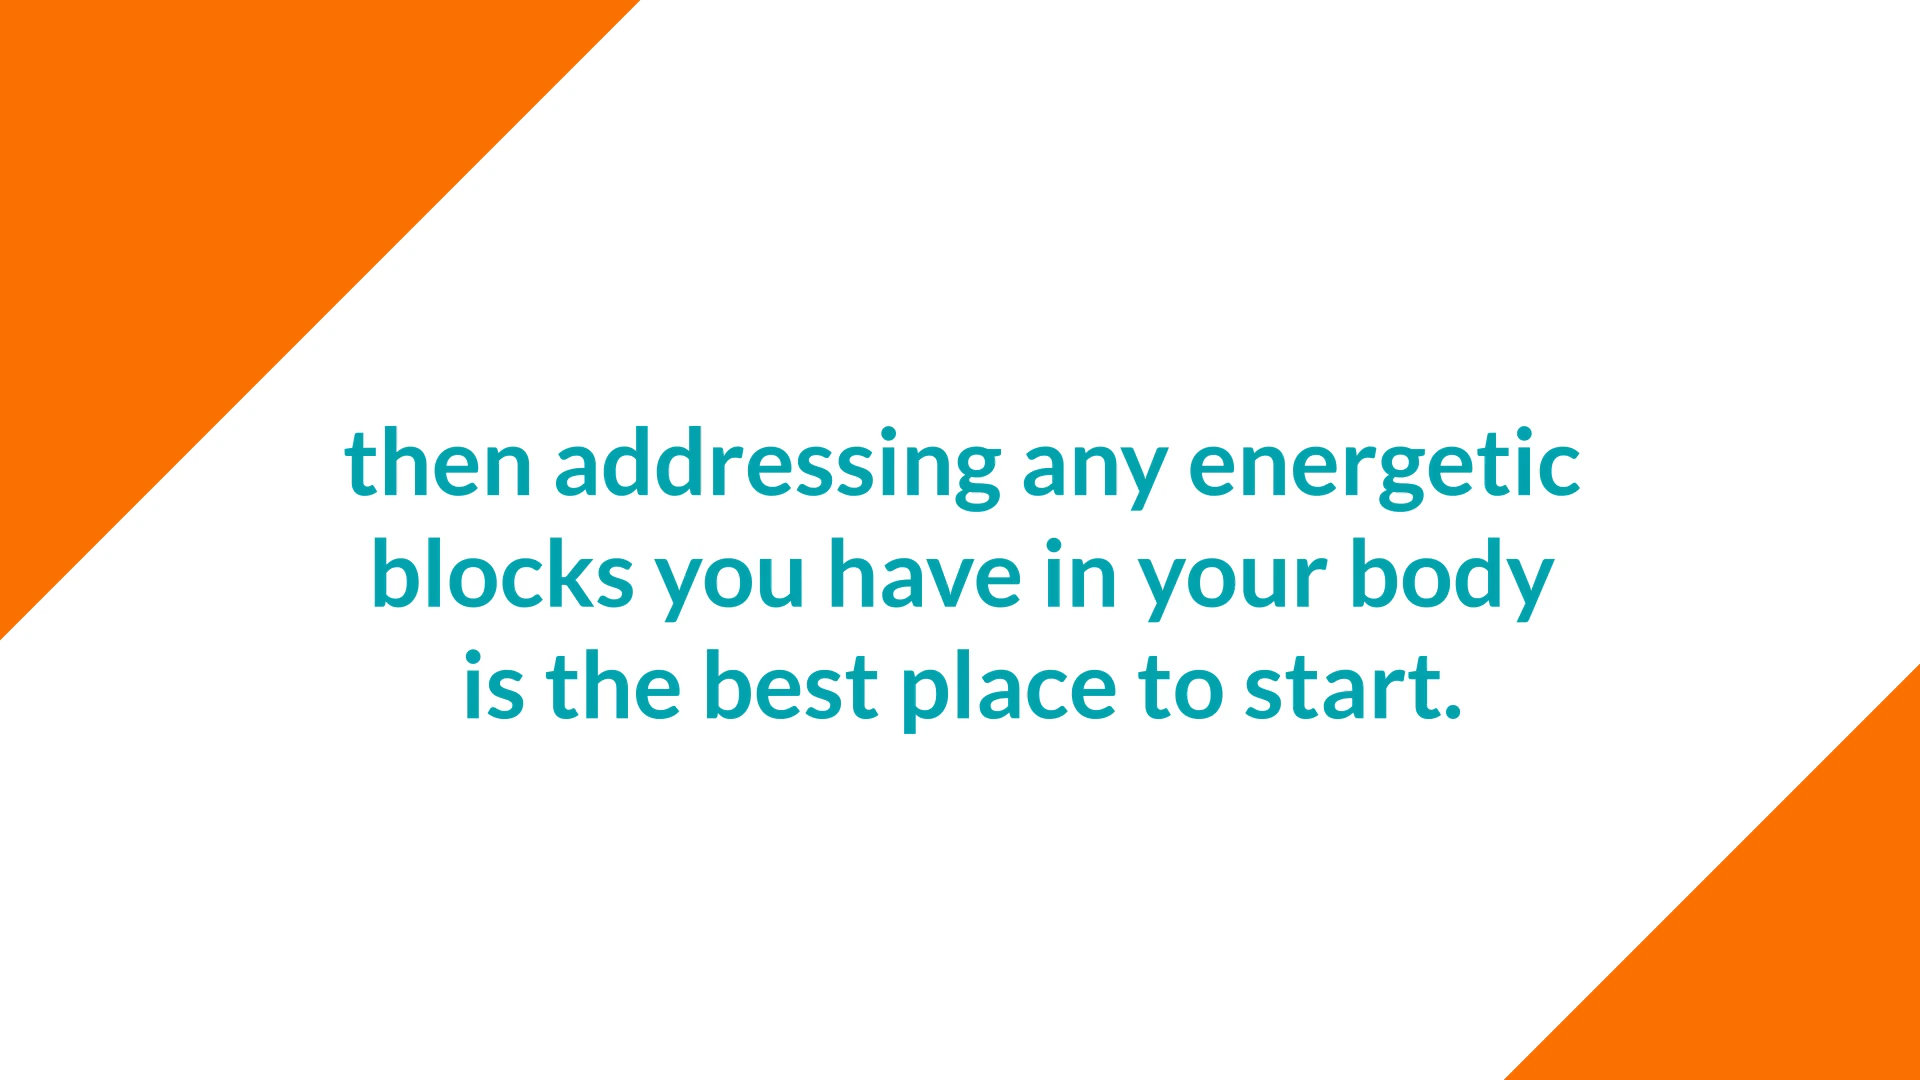 then addressing any energetic
blocks you have in your body
is the best place to start.